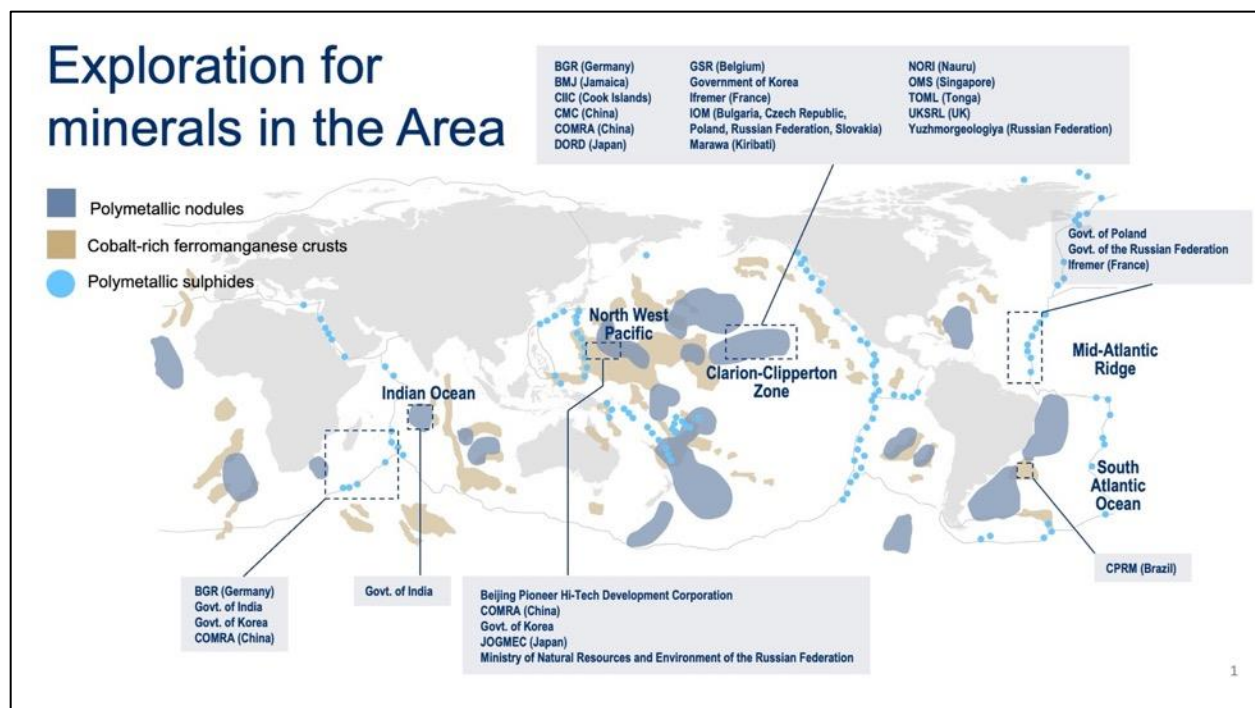 Exploration for
minerals in the Area
Polymetallic nodules
Cobalt-rich ferromanganese crusts
Polymetallic sulphides
BGR (Germany)
BMJ (Jamaica)
CIIC (Cook Islands)
CMC (China)
COMRA (China)
DORD (Japan)
GSR (Belgium)
Government of Korea
Ifremer (France)
IOM (Bulgaria, Czech Republic,
Poland, Russian Federation, Slovakia)
Marawa (Kiribati)
NORI (Nauru)
OMS (Singapore)
TOML (Tonga)
UKSRL (UK)
Yuzhmorgeologiya (Russian Federation)
Govt. of Poland
Govt. of the Russian Federation
Ifremer (France)
North West
Pacific
Clarion-Clipperton
Zone
Mid-Atlantic
Ridge
Indian Ocean
South
Atlantic
Ocean
BGR (Germany)
Govt. of India
Govt. of Korea
COMRA (China)
Govt. of India
Beijing Pioneer Hi-Tech Development Corporation
COMRA (China)
Govt. of Korea
JOGMEC (Japan)
Ministry of Natural Resources and Environment of the Russian Federation
CPRM (Brazil)
1